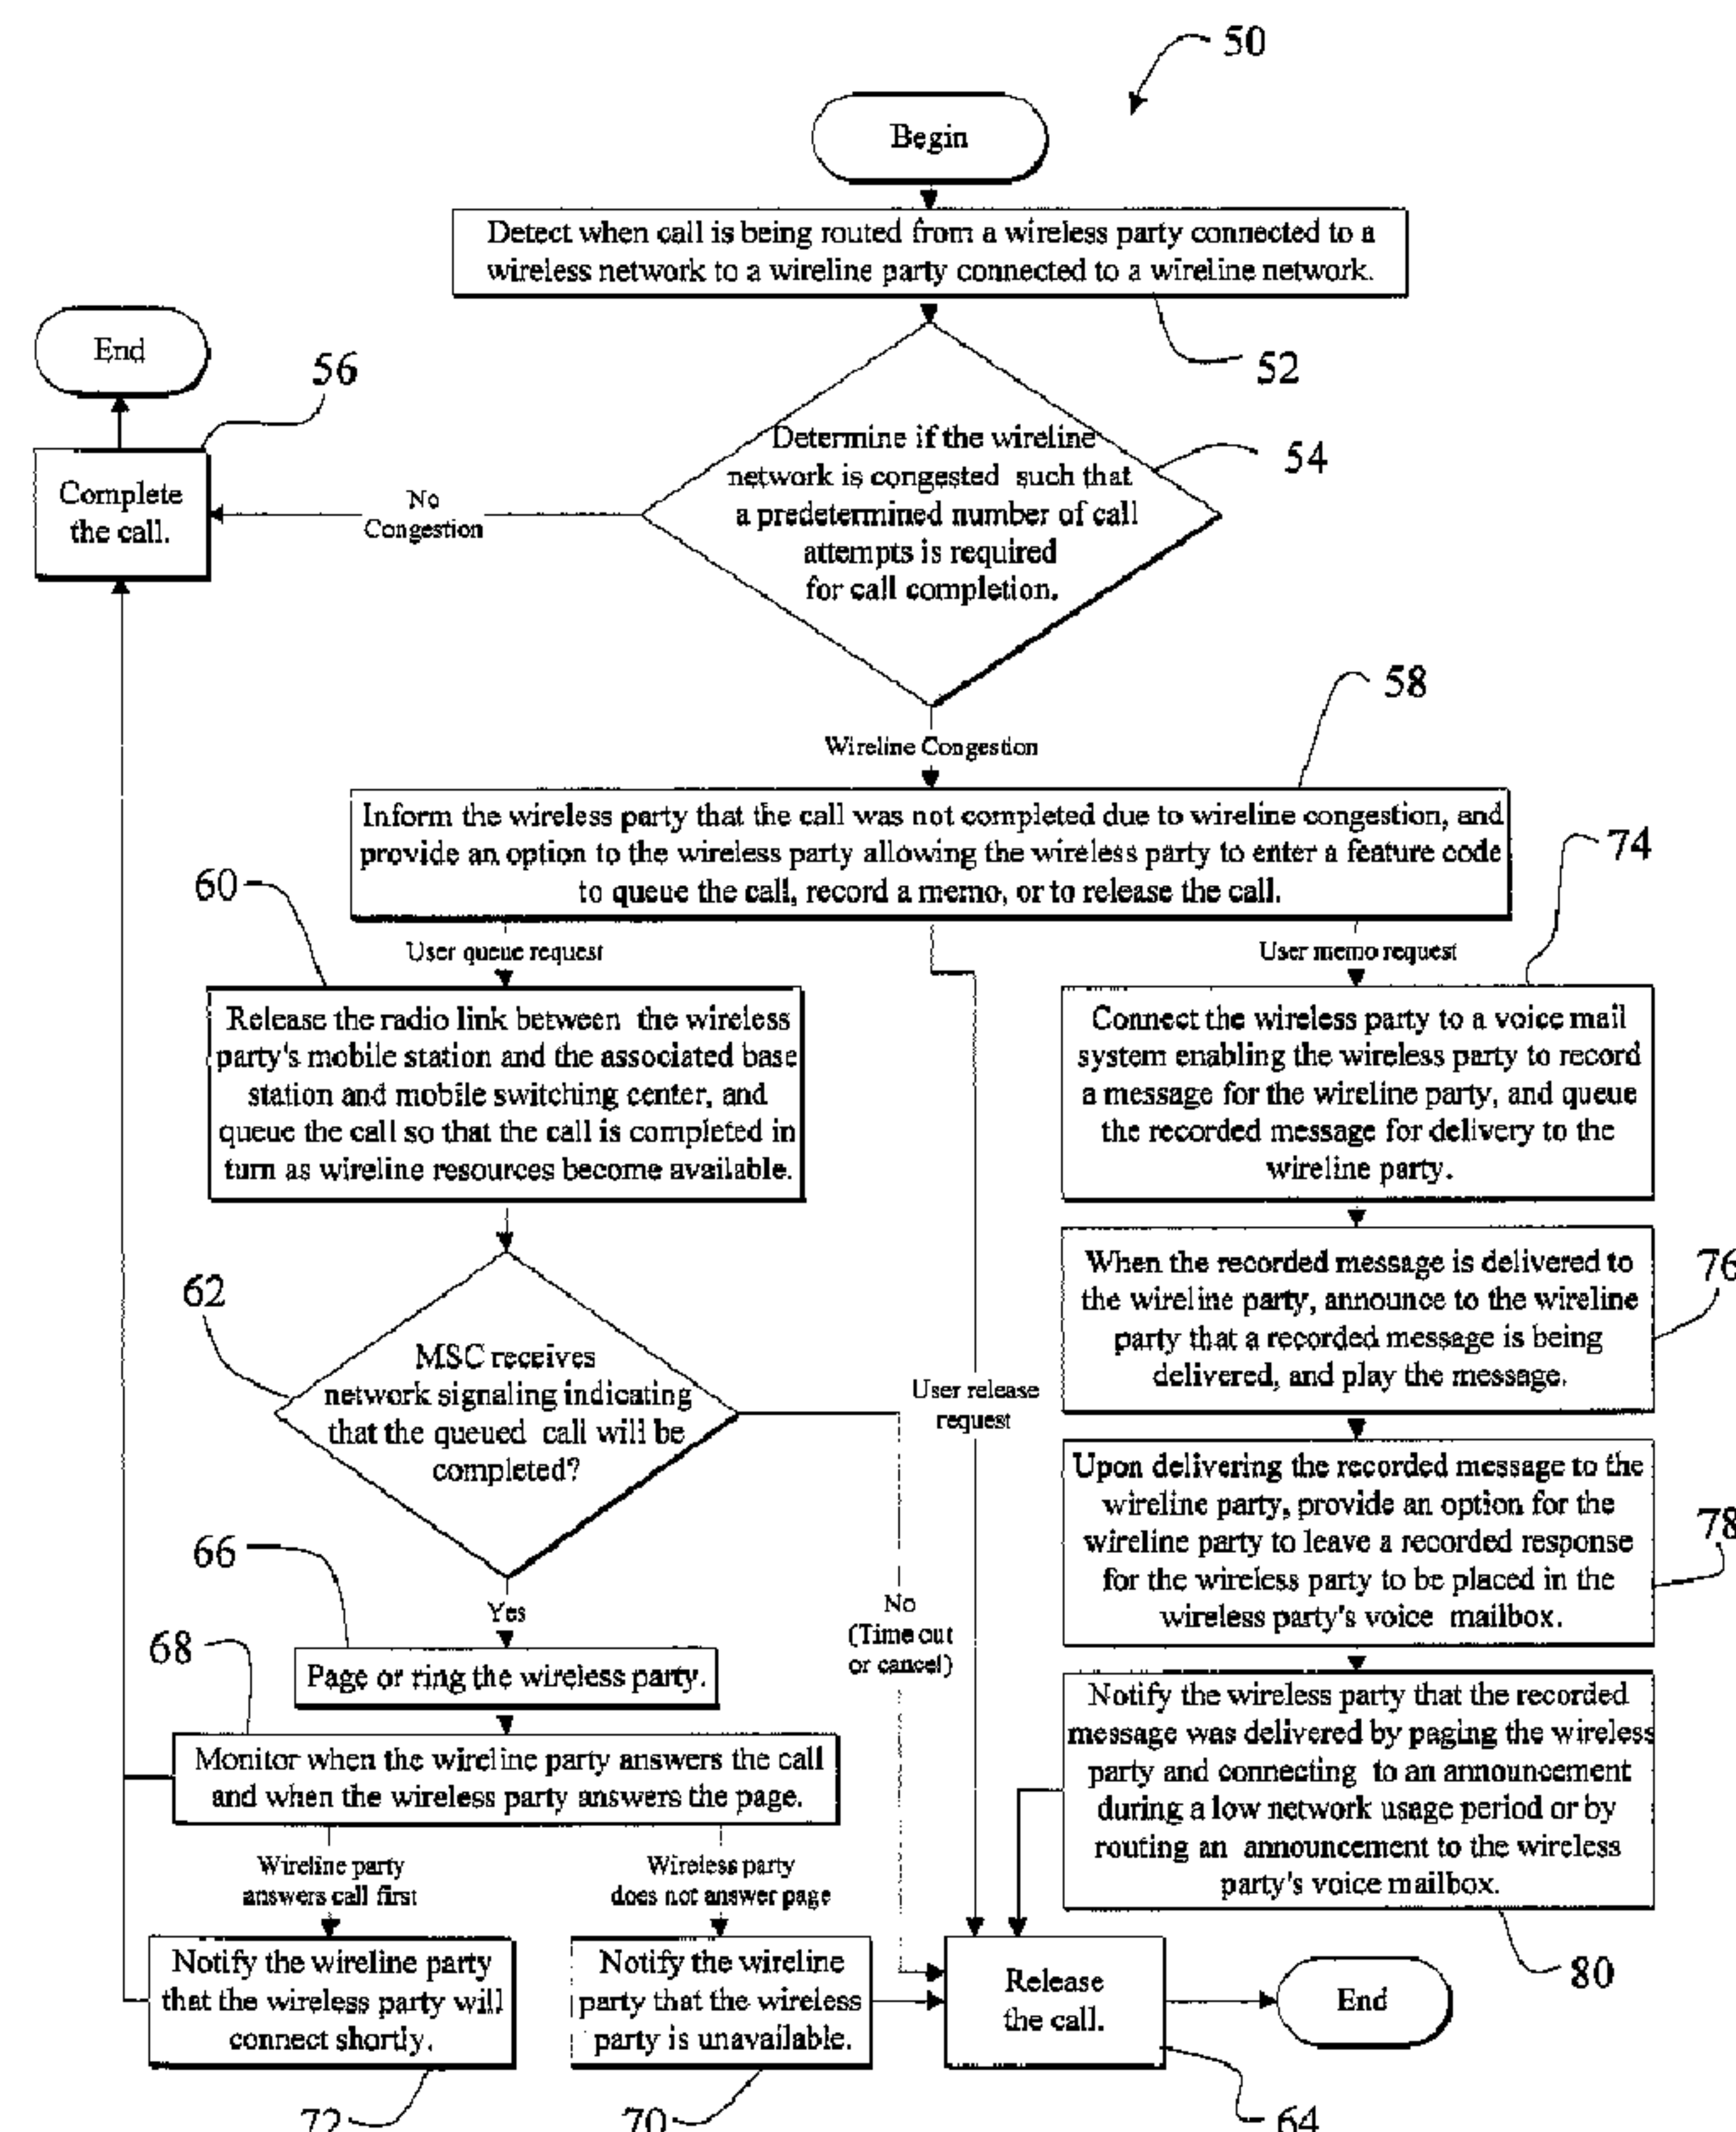 50
Begin
Detect when call is being routed from a wireless party connected to a
wireless network to a wireline party connected to a wireline network.
52
End
56
Complete
the call.
No
Congestion
Determine if the wireline
network is congested such that
a predetermined number of call
attempts is required
for call completion.
54
Wireline Congestion
58
Inform the wireless party that the call was not completed due to wireline congestion, and
provide an option to the wireless party allowing the wireless party to enter a feature code
to queue the call, record a memo, or to release the call.
60
74
User queue request
User memo request
Release the radio link between the wireless
party's mobile station and the associated base
station and mobile switching center, and
queue the call so that the call is completed in
turn as wireline resources become available.
Connect the wireless party to a voice mail
system enabling the wireless party to record
a message for the wireline party, and queue
the recorded message for delivery to the
wireline party.
62
MSC receives
network signaling indicating
that the queued call will be
completed?
User release
request
When the recorded message is delivered to
the wireline party, announce to the wireline
party that a recorded message is being
delivered, and play the message.
76
Upon delivering the recorded message to the
wireline party, provide an option for the
wireline party to leave a recorded response
for the wireless party to be placed in the
wireless party's voice mailbox.
78
66
Yes
No
(Time out
or cancel)
Page or ring the wireless party.
68
Monitor when the wireline party answers the call
and when the wireless party answers the page.
Notify the wireless party that the recorded
message was delivered by paging the wireless
party and connecting to an announcement
during a low network usage period or by
routing an announcement to the wireless
party's voice mailbox.
80
Wireline party
answers call first
Wireless party
does not answer page
Notify the wireline party
that the wireless party will
connect shortly.
72
Notify the wireline
party that the wireless
party is unavailable.
70
Release
the call.
64
End